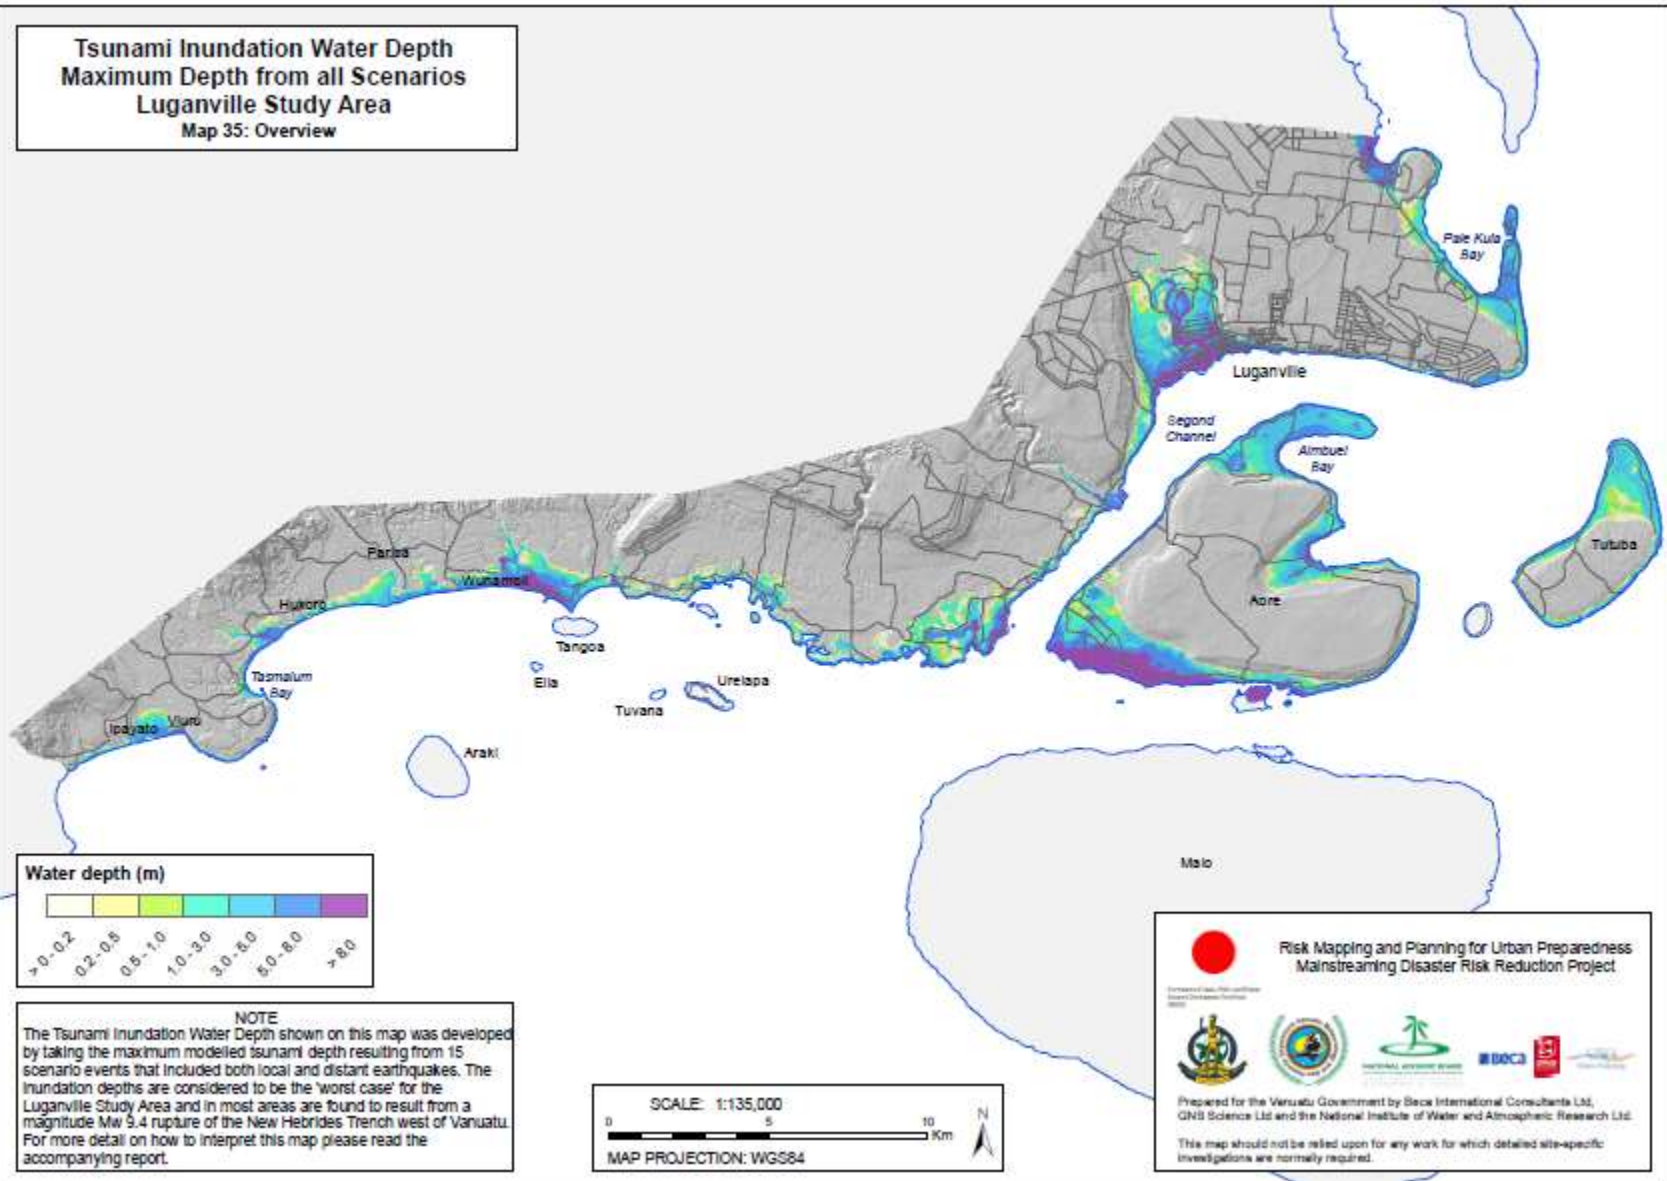 Tsunami Inundation Water Depth
Maximum Depth from all Scenarios
Luganville Study Area
Map 35: Overview
Pale Kula
Bay
Luganville
Segond
Channel
Aimbuel
Bay
Tutuba
Aore
Parisa
Wunamoli
Hukoro
Tangoa
Elia
Urelapa
Tuvana
Tasmalum
Bay
Ipayato
Viuru
Araki
Malo
Water depth (m)
> 0 - 0.2
0.2 - 0.5
0.5 - 1.0
1.0 - 3.0
3.0 - 5.0
5.0 - 8.0
> 8.0
NOTE
The Tsunami Inundation Water Depth shown on this map was developed
by taking the maximum modelled tsunami depth resulting from 15
scenario events that included both local and distant earthquakes. The
inundation depths are considered to be the 'worst case' for the
Luganville Study Area and in most areas are found to result from a
magnitude Mw 9.4 rupture of the New Hebrides Trench west of Vanuatu.
For more detail on how to interpret this map please read the
accompanying report.
SCALE: 1:135,000
0 5 10
Km
N
MAP PROJECTION: WGS84
Risk Mapping and Planning for Urban Preparedness
Mainstreaming Disaster Risk Reduction Project
NATIONAL ADVISORY BOARD
Beca
Prepared for the Vanuatu Government by Beca International Consultants Ltd,
GNS Science Ltd and the National Institute of Water and Atmospheric Research Ltd.
This map should not be relied upon for any work for which detailed site-specific
investigations are normally required.